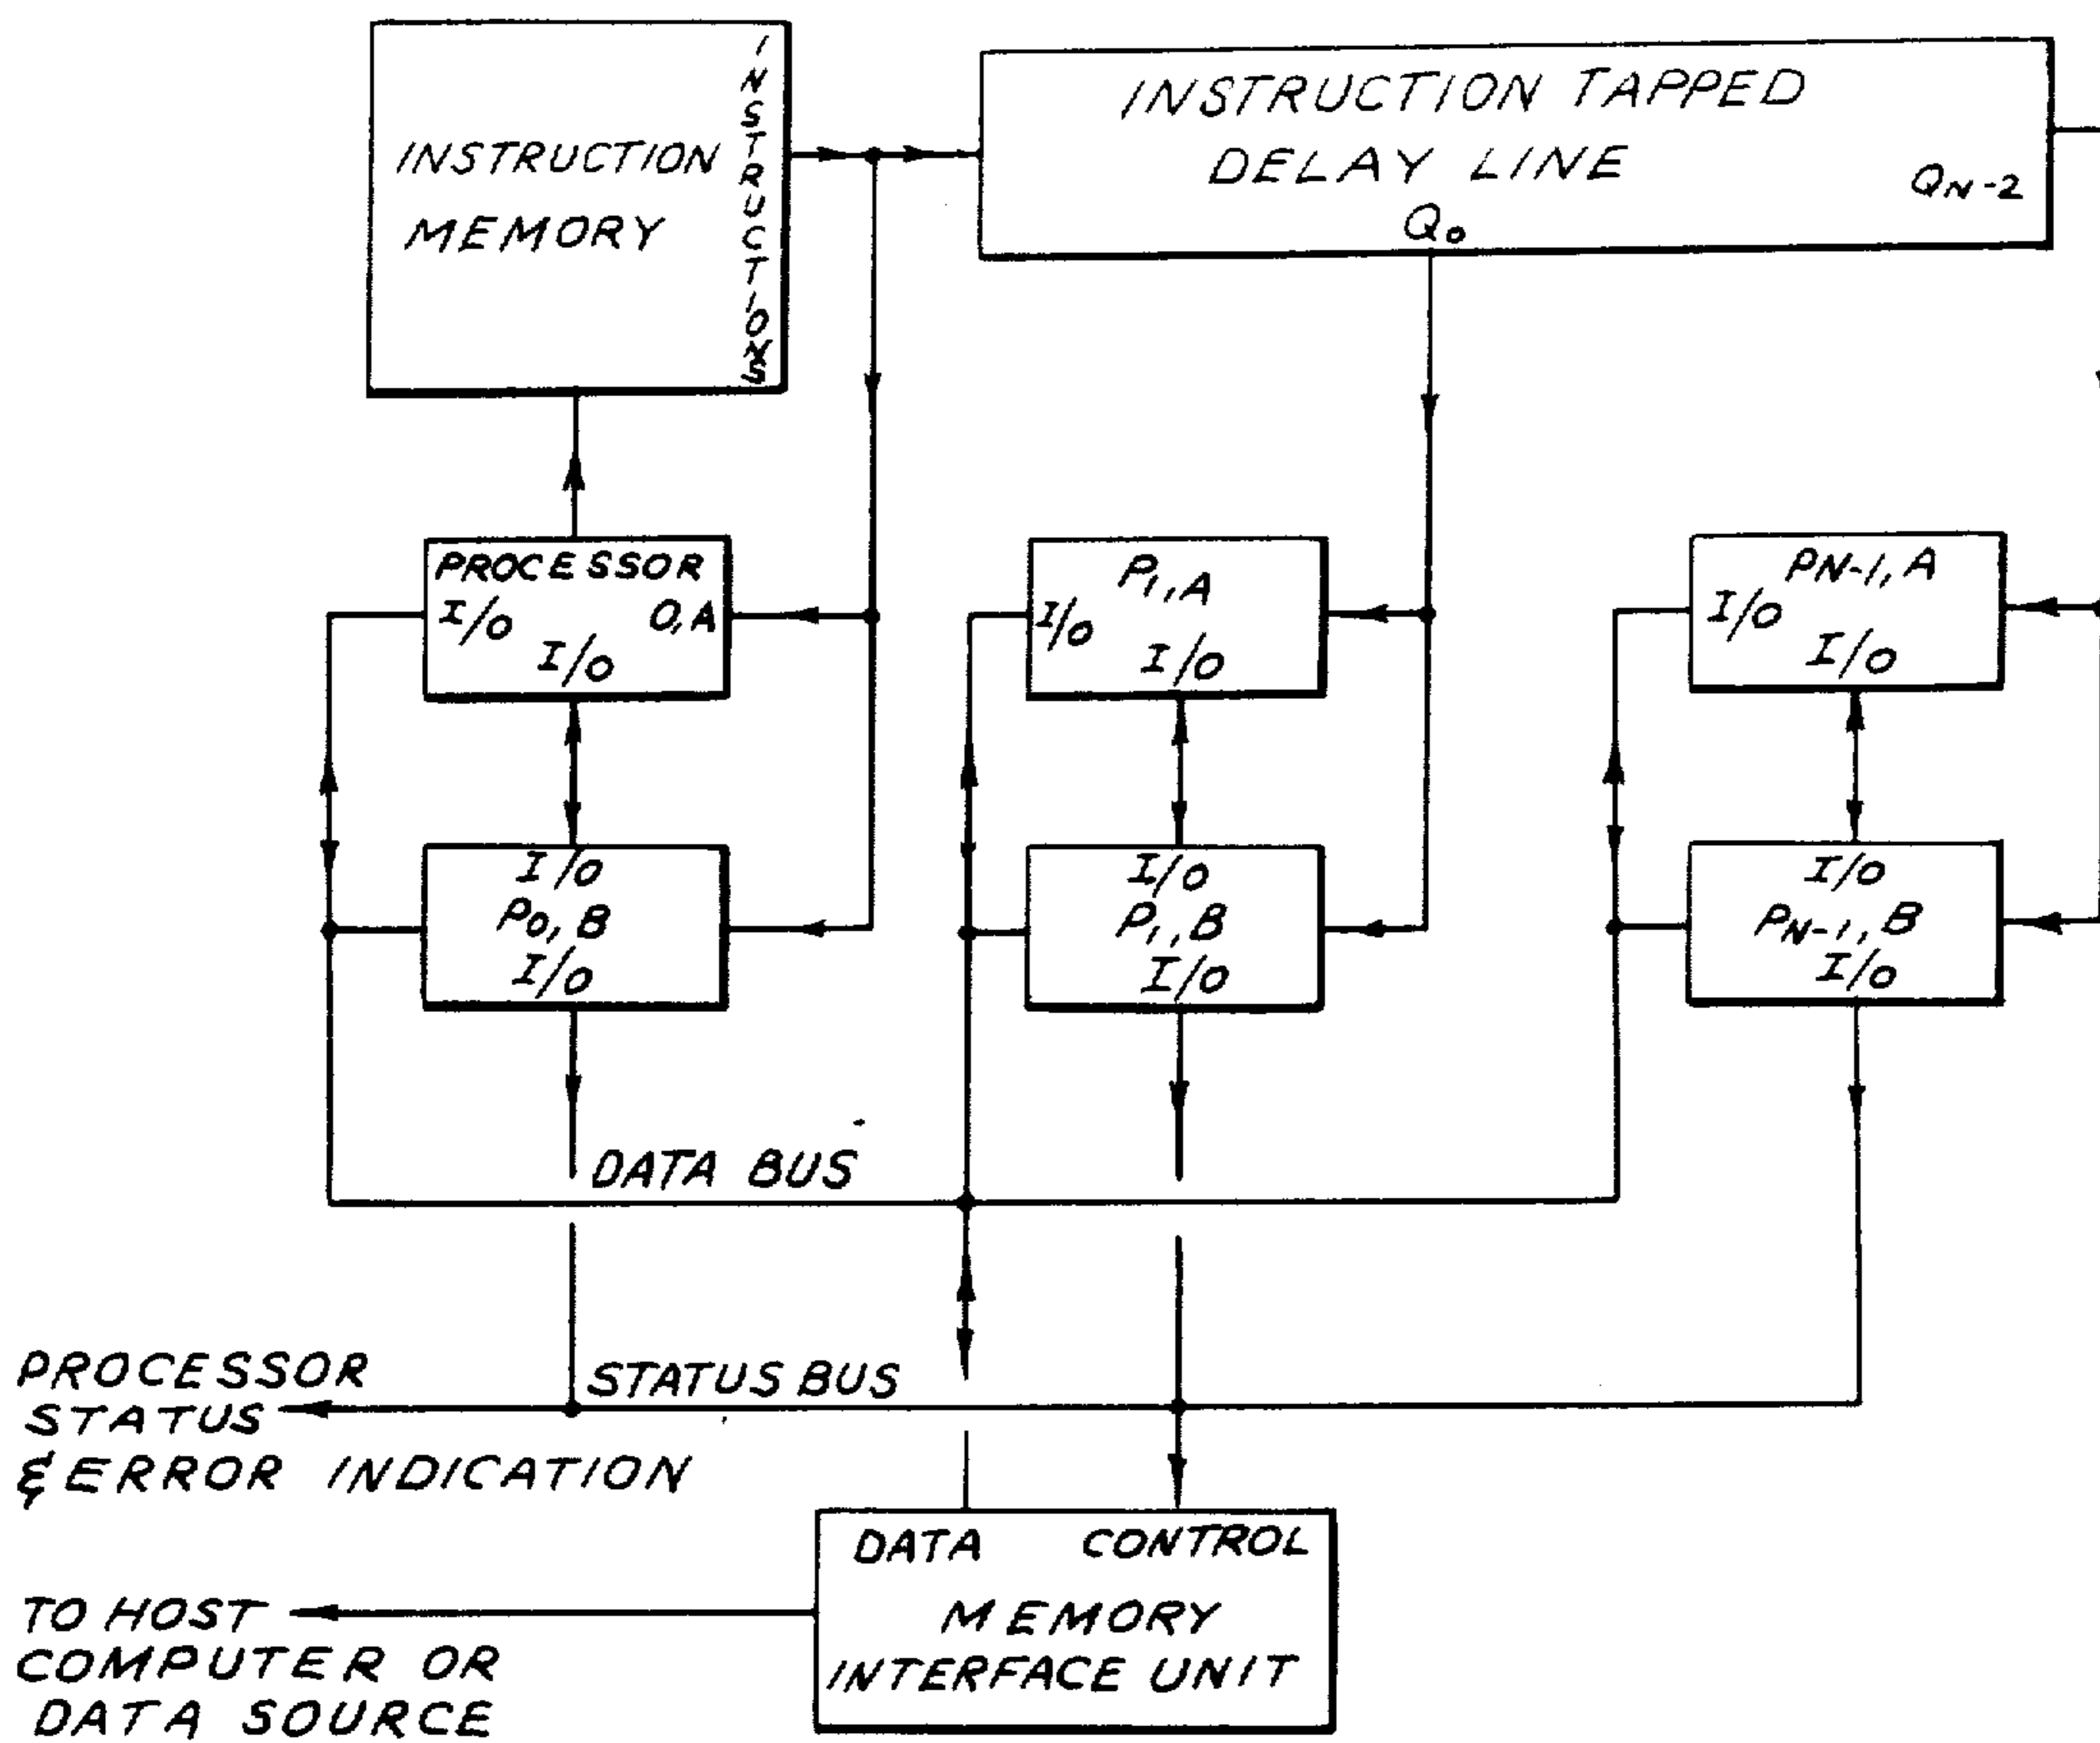 INSTRUCTION
MEMORY
INSTRUCTIONS
INSTRUCTION TAPPED
DELAY LINE
Q0
QN-2
PROCESSOR
I/O
O,A
I/O
P1,A
I/O
I/O
PN-1,A
I/O
I/O
I/O
P0,B
I/O
I/O
P1,B
I/O
I/O
PN-1,B
I/O
DATA BUS
STATUS BUS
PROCESSOR
STATUS
& ERROR INDICATION
DATA CONTROL
MEMORY
INTERFACE UNIT
TO HOST
COMPUTER OR
DATA SOURCE